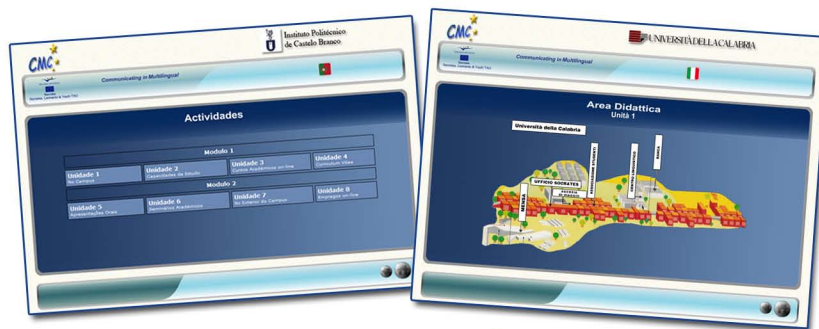 CMC
Instituto Politécnico
de Castelo Branco
Communicating in Multilingual
Actividades
Modulo 1
Unidade 1
No Campus
Unidade 2
Capacidades de Estudo
Unidade 3
Cursos Académicos on-line
Unidade 4
Curriculum Vitae
Modulo 2
Unidade 5
Apresentações Orais
Unidade 6
Seminários Académicos
Unidade 7
No Exterior do Campus
Unidade 8
Empregos on-line
CMC
UNIVERSITÀ DELLA CALABRIA
Communicating in Multilingual
Area Didattica
Unità 1
Università della Calabria
UFFICIO SOCRATES
MENSA
CENTRO LINGUISTICO
BANCA